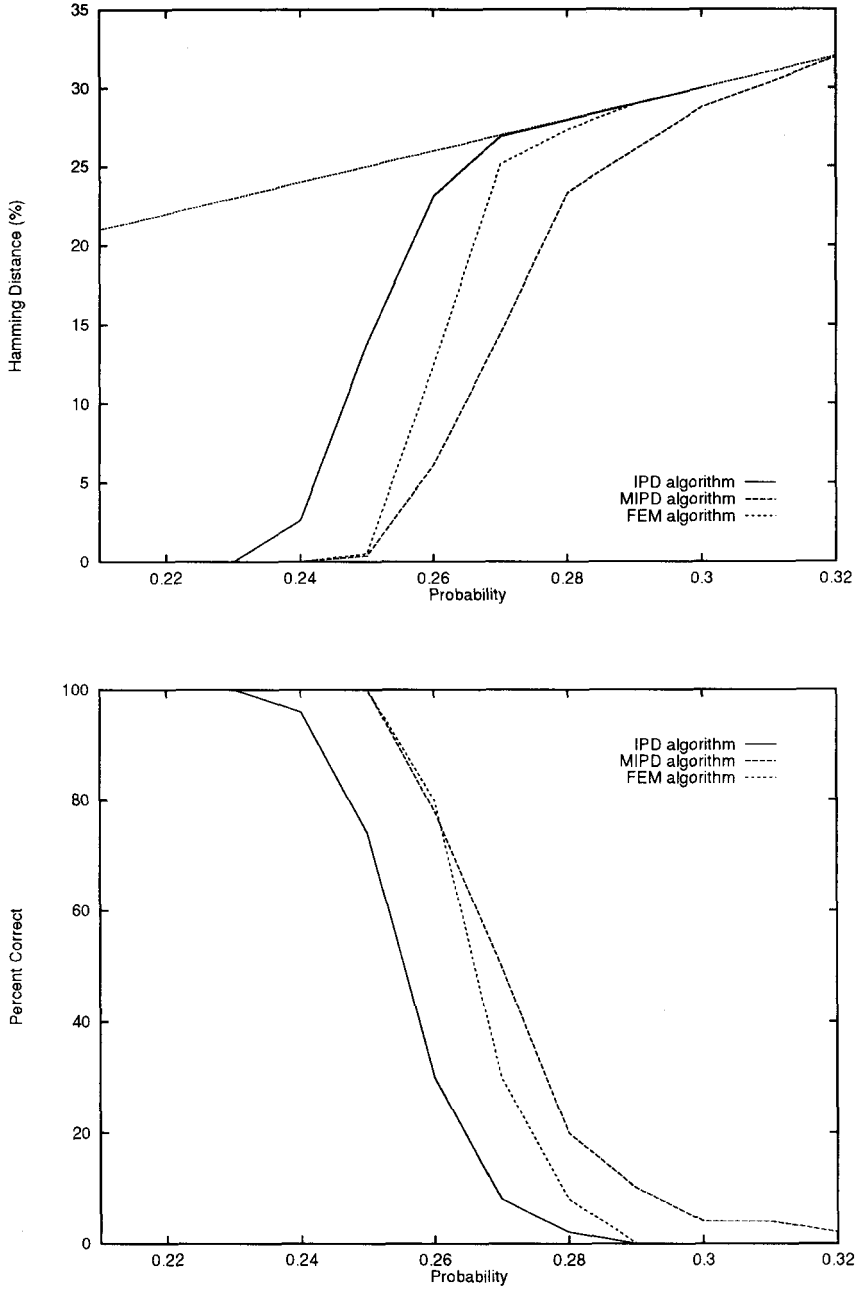 35
30
25
20
15
10
5
0
Hamming Distance (%)
IPD algorithm
MIPD algorithm
FEM algorithm
0.22 0.24 0.26 0.28 0.3 0.32
Probability
100
80
60
40
20
0
Percent Correct
IPD algorithm
MIPD algorithm
FEM algorithm
0.22 0.24 0.26 0.28 0.3 0.32
Probability